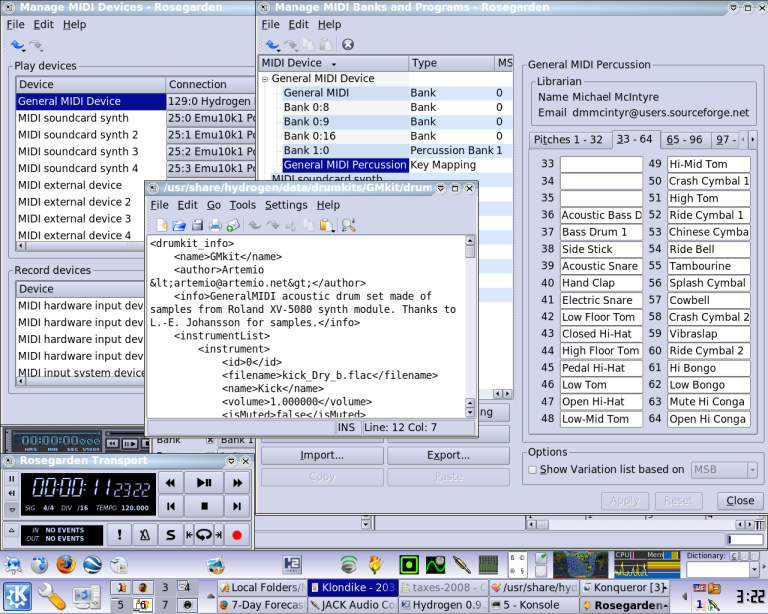 Manage MIDI Devices - Rosegarden
File Edit Help
Play devices
Device Connection
General MIDI Device 129:0 Hydrogen
MIDI soundcard synth 25:0 Emu10k1 Po
MIDI soundcard synth 2 25:1 Emu10k1 Po
MIDI soundcard synth 3 25:2 Emu10k1 Po
MIDI soundcard synth 4 25:3 Emu10k1 Po
MIDI external device
MIDI external device 2
MIDI external device 3
MIDI external device 4
Record devices
Device
MIDI hardware input dev
MIDI hardware input dev
MIDI hardware input dev
MIDI hardware input dev
MIDI input system device
Manage MIDI Banks and Programs - Rosegarden
File Edit Help
MIDI Device Type MS
General MIDI Device
General MIDI Bank 0
Bank 0:8 Bank 0
Bank 0:9 Bank 0
Bank 0:16 Bank 0
Bank 1:0 Percussion Bank 1
General MIDI Percussion Key Mapping
MIDI soundcard synth
ng
Import... Export...
Copy Paste
General MIDI Percussion
Librarian
Name Michael McIntyre
Email dmmcintyr@users.sourceforge.net
Pitches 1 - 32 33 - 64 65 - 96 97 -
33 49 Hi-Mid Tom
34 50 Crash Cymbal 1
35 51 High Tom
36 Acoustic Bass D 52 Ride Cymbal 1
37 Bass Drum 1 53 Chinese Cymba
38 Side Stick 54 Ride Bell
39 Acoustic Snare 55 Tambourine
40 Hand Clap 56 Splash Cymbal
41 Electric Snare 57 Cowbell
42 Low Floor Tom 58 Crash Cymbal 2
43 Closed Hi-Hat 59 Vibraslap
44 High Floor Tom 60 Ride Cymbal 2
45 Pedal Hi-Hat 61 Hi Bongo
46 Low Tom 62 Low Bongo
47 Open Hi-Hat 63 Mute Hi Conga
48 Low-Mid Tom 64 Open Hi Conga
Options
Show Variation list based on MSB
Apply Reset Close
/usr/share/hydrogen/data/drumkits/GMkit/drum
File Edit Go Tools Settings Help
<drumkit_info>
<name>GMkit</name>
<author>Artemio
&lt;artemio@artemio.net&gt;</author>
<info>GeneralMIDI acoustic drum set made of
samples from Roland XV-5080 synth module. Thanks to
L.-E. Johansson for samples.</info>
<instrumentList>
<instrument>
<id>0</id>
<filename>kick_Dry_b.flac</filename>
<name>Kick</name>
<volume>1.000000</volume>
<isMuted>false</isMuted>
INS Line: 12 Col: 7
Bank Bank 1
Rosegarden Transport
00:00:11 2322
SIG 4/4 DIV /16 TEMPO 120.000
IN NO EVENTS
OUT NO EVENTS
S
2 3 4
CPU Mem
Dictionary:
1 2 3 4
5 6 7 8
Local Folders/ Klondike - 203 taxes-2008 - O /usr/share/hyd Konqueror [3]
7-Day Forecas JACK Audio Co Hydrogen 0.9. 5 - Konsole Rosegarden
3:22